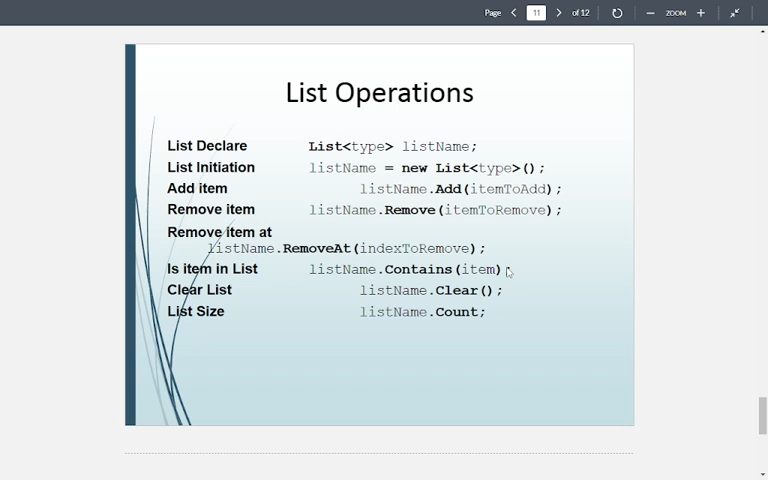 Page 11 of 12 ZOOM
List Operations
List Declare List<type> listName;
List Initiation listName = new List<type>();
Add item listName.Add(itemToAdd);
Remove item listName.Remove(itemToRemove);
Remove item at
listName.RemoveAt(indexToRemove);
Is item in List listName.Contains(item);
Clear List listName.Clear();
List Size listName.Count;